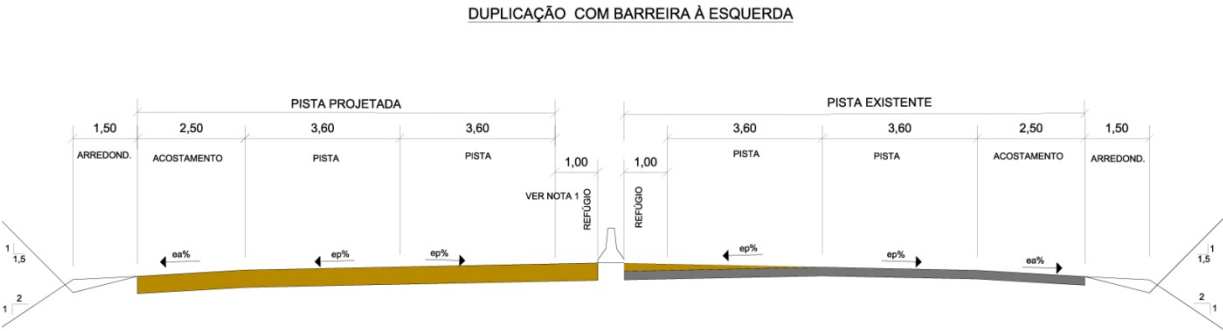 DUPLICAÇÃO COM BARREIRA À ESQUERDA
PISTA PROJETADA
PISTA EXISTENTE
1,50 2,50 3,60 3,60 3,60 3,60 2,50 1,50
ARREDOND. ACOSTAMENTO PISTA PISTA 1,00 1,00 PISTA PISTA ACOSTAMENTO ARREDOND.
VER NOTA 1 REFÚGIO REFÚGIO
1 1,5 ea% ep% ep% ep% ep% ea% 1 1,5
2 1 2 1